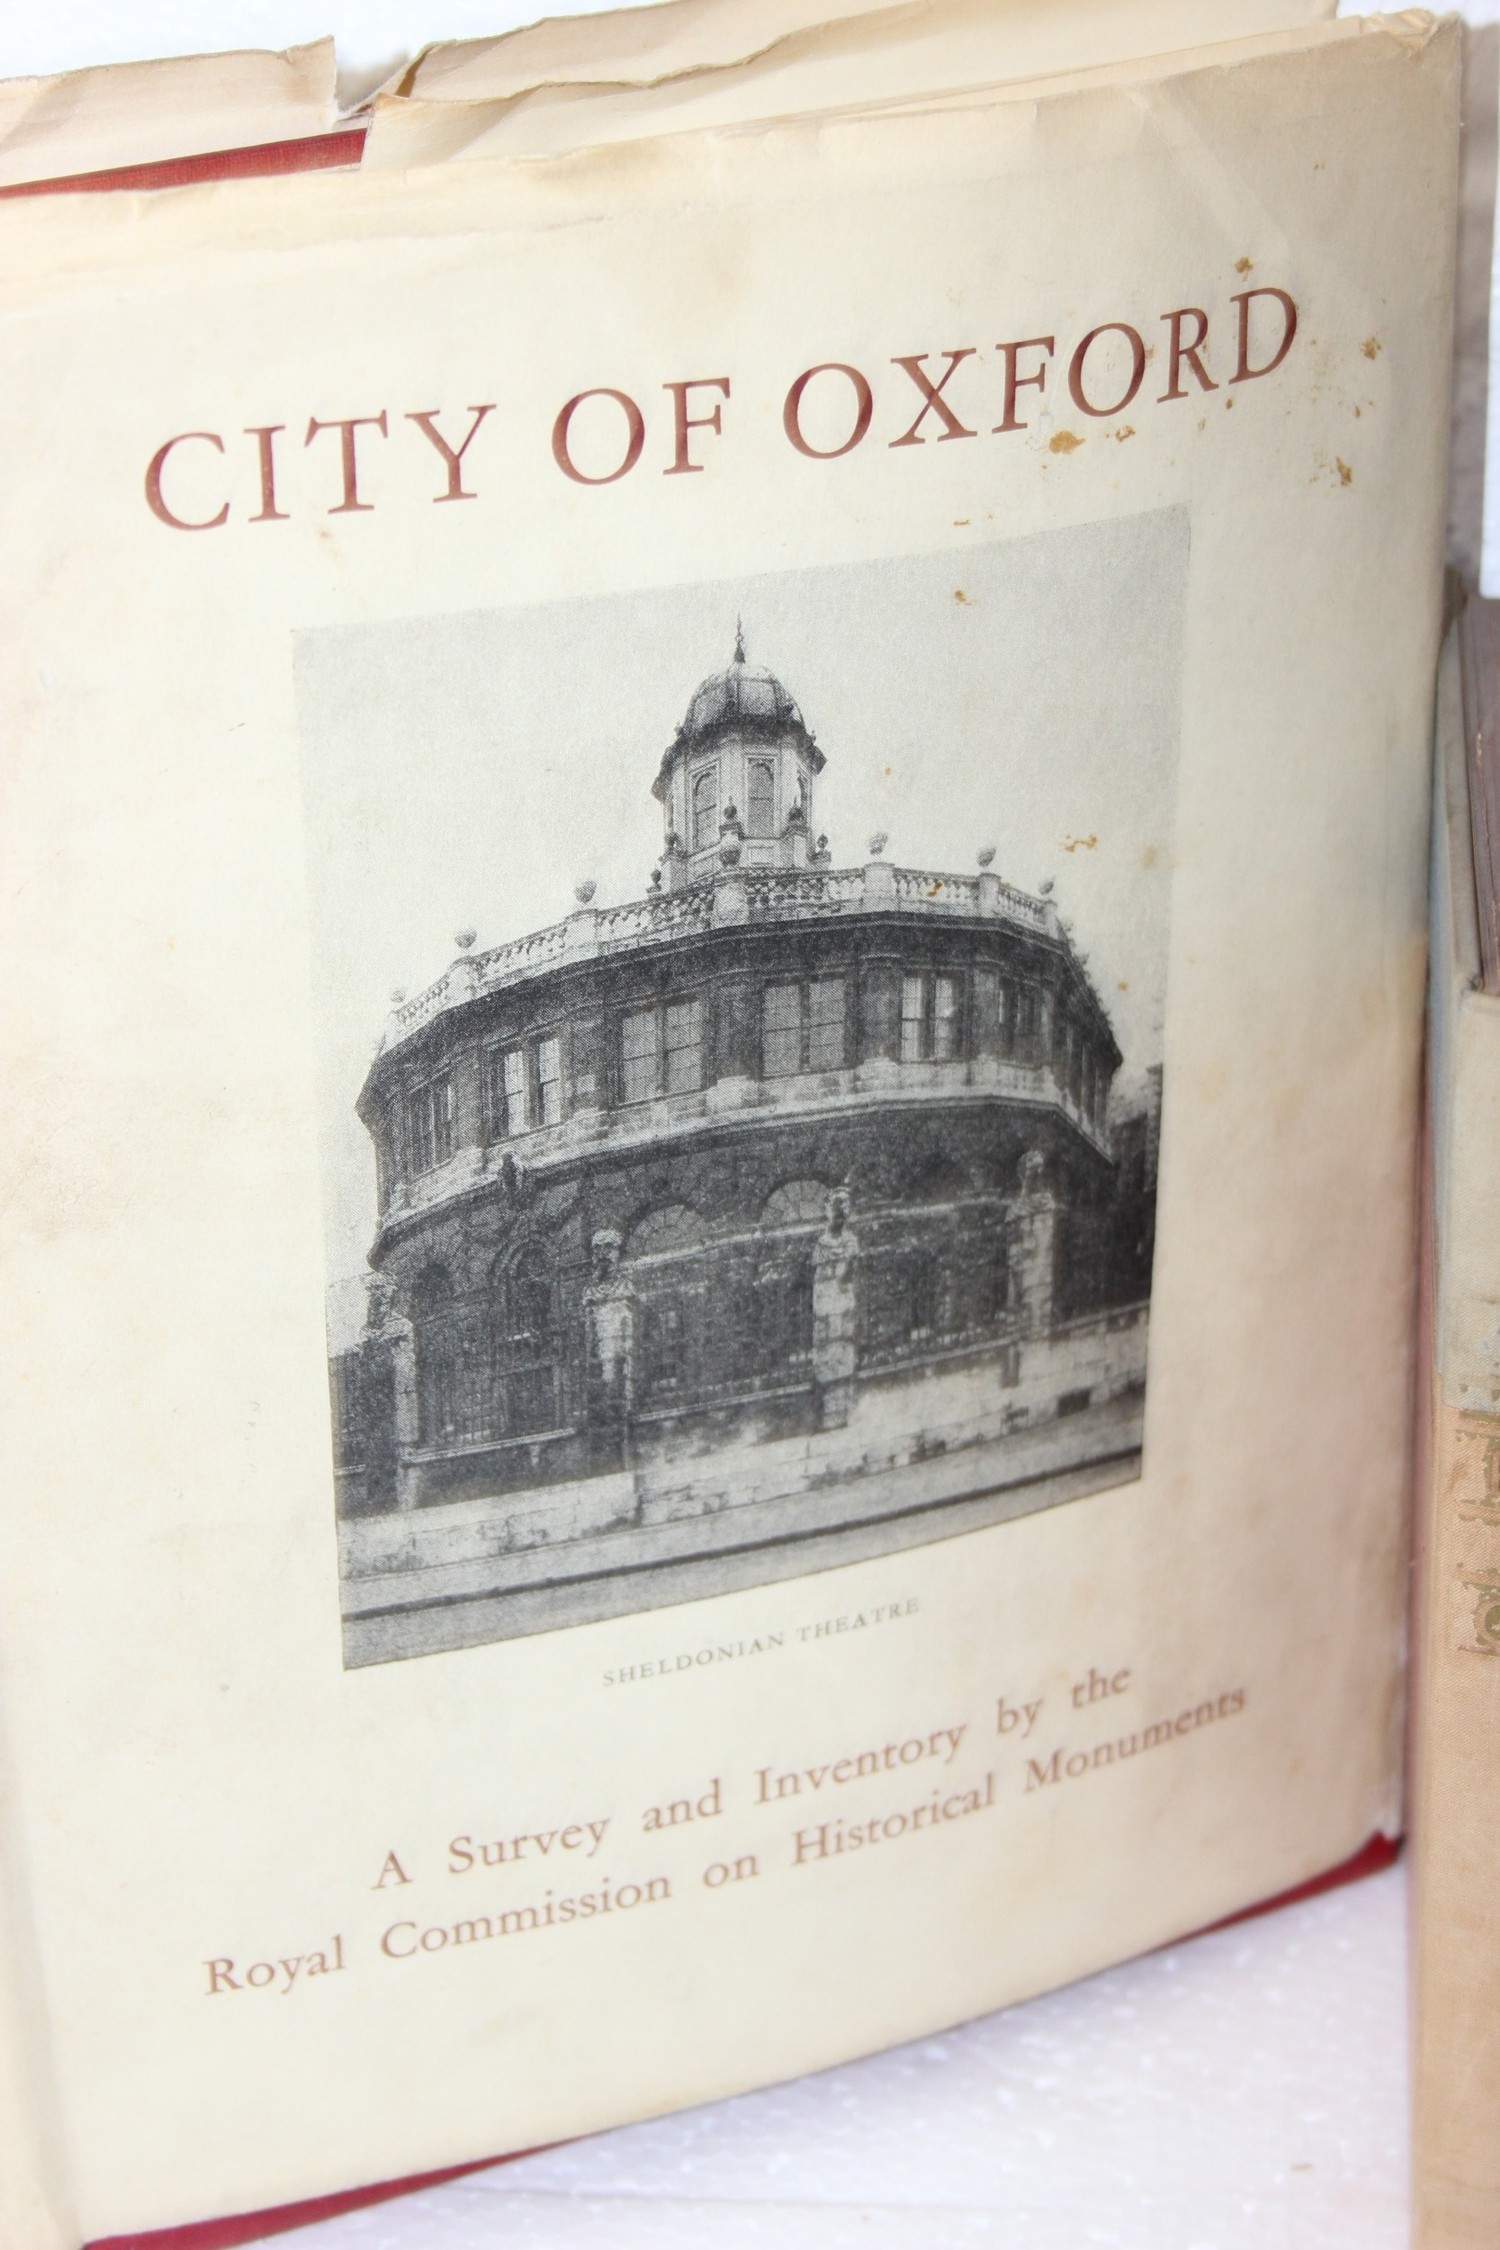 CITY OF OXFORD
SHELDONIAN THEATRE
A Survey and Inventory by the
Royal Commission on Historical Monuments